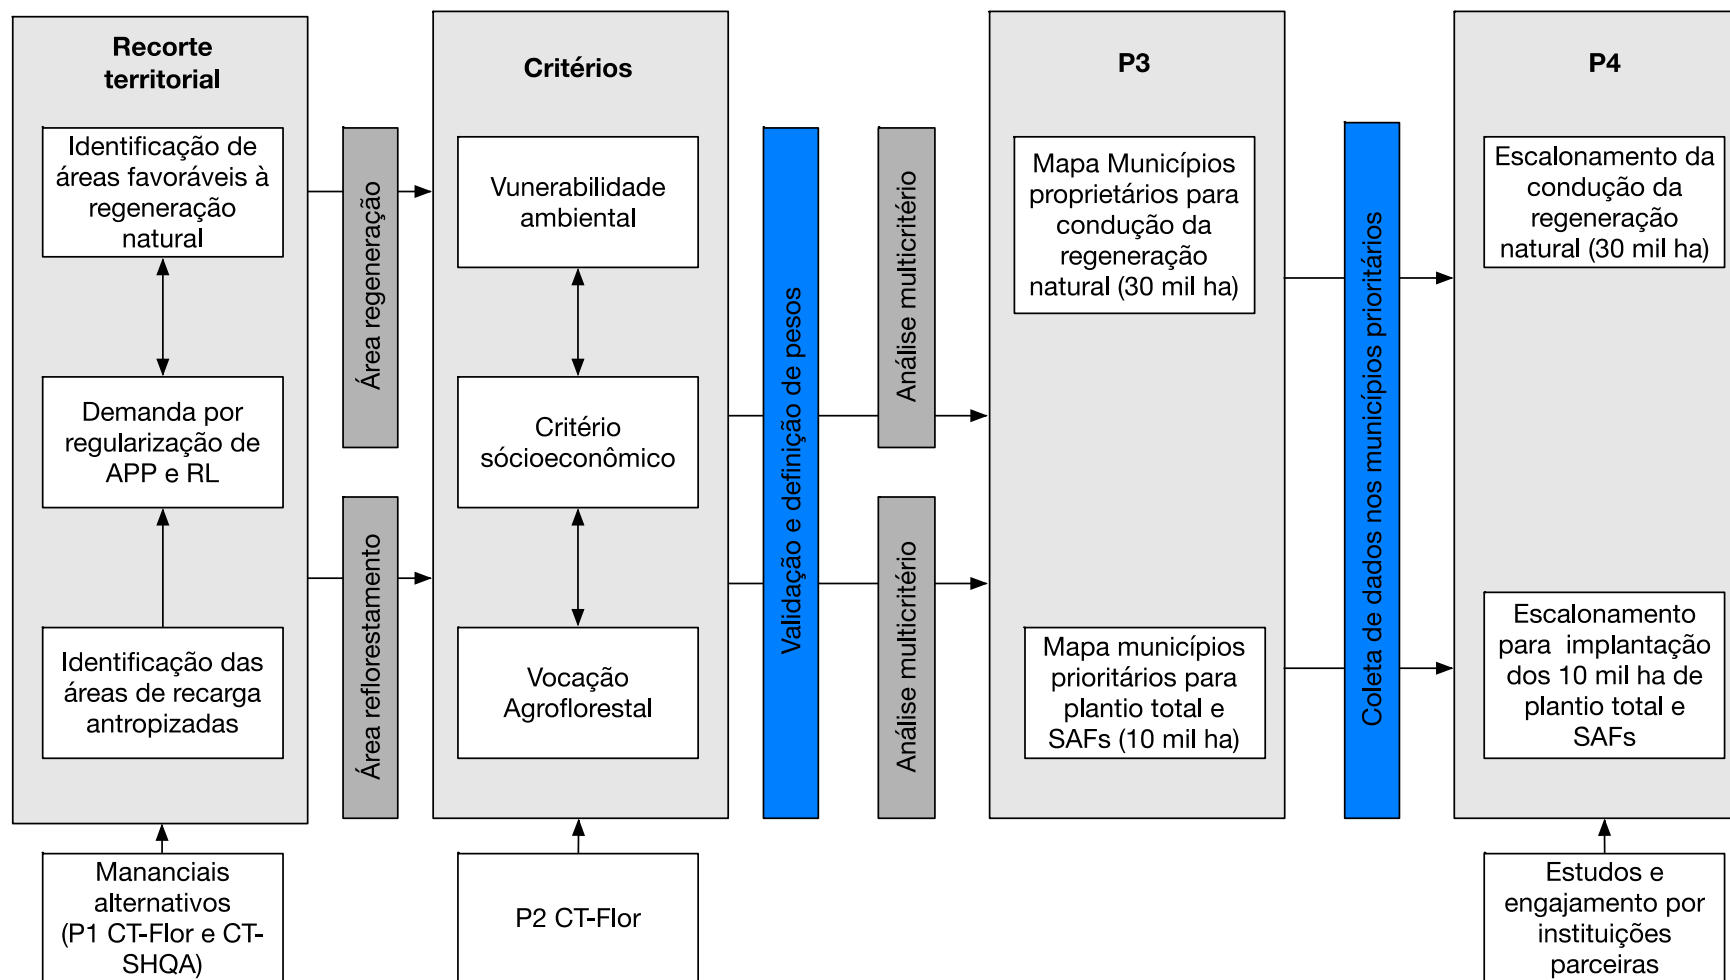 Recorte
territorial
Identificação de
áreas favoráveis à
regeneração
natural
Demanda por
regularização de
APP e RL
Identificação das
áreas de recarga
antropizadas
Mananciais
alternativos
(P1 CT-Flor e CT-
SHQA)
Área regeneração
Área reflorestamento
Critérios
Vunerabilidade
ambiental
Critério
sócioeconômico
Vocação
Agroflorestal
P2 CT-Flor
Validação e definição de pesos
Análise multicritério
Análise multicritério
P3
Mapa Municípios
proprietários para
condução da
regeneração
natural (30 mil ha)
Mapa municípios
prioritários para
plantio total e
SAFs (10 mil ha)
Coleta de dados nos municípios prioritários
P4
Escalonamento da
condução da
regeneração
natural (30 mil ha)
Escalonamento
para implantação
dos 10 mil ha de
plantio total e
SAFs
Estudos e
engajamento por
instituições
parceiras